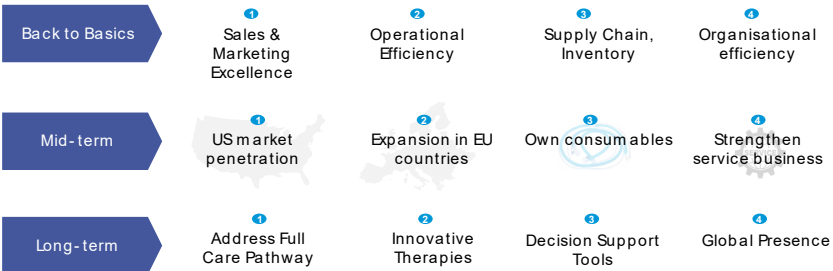 Back to Basics
1
Sales &
Marketing
Excellence
2
Operational
Efficiency
3
Supply Chain,
Inventory
4
Organisational
efficiency
Mid-term
1
US market
penetration
2
Expansion in EU
countries
3
Own consumables
4
Strengthen
service business
SERVICE
Long-term
1
Address Full
Care Pathway
2
Innovative
Therapies
3
Decision Support
Tools
4
Global Presence